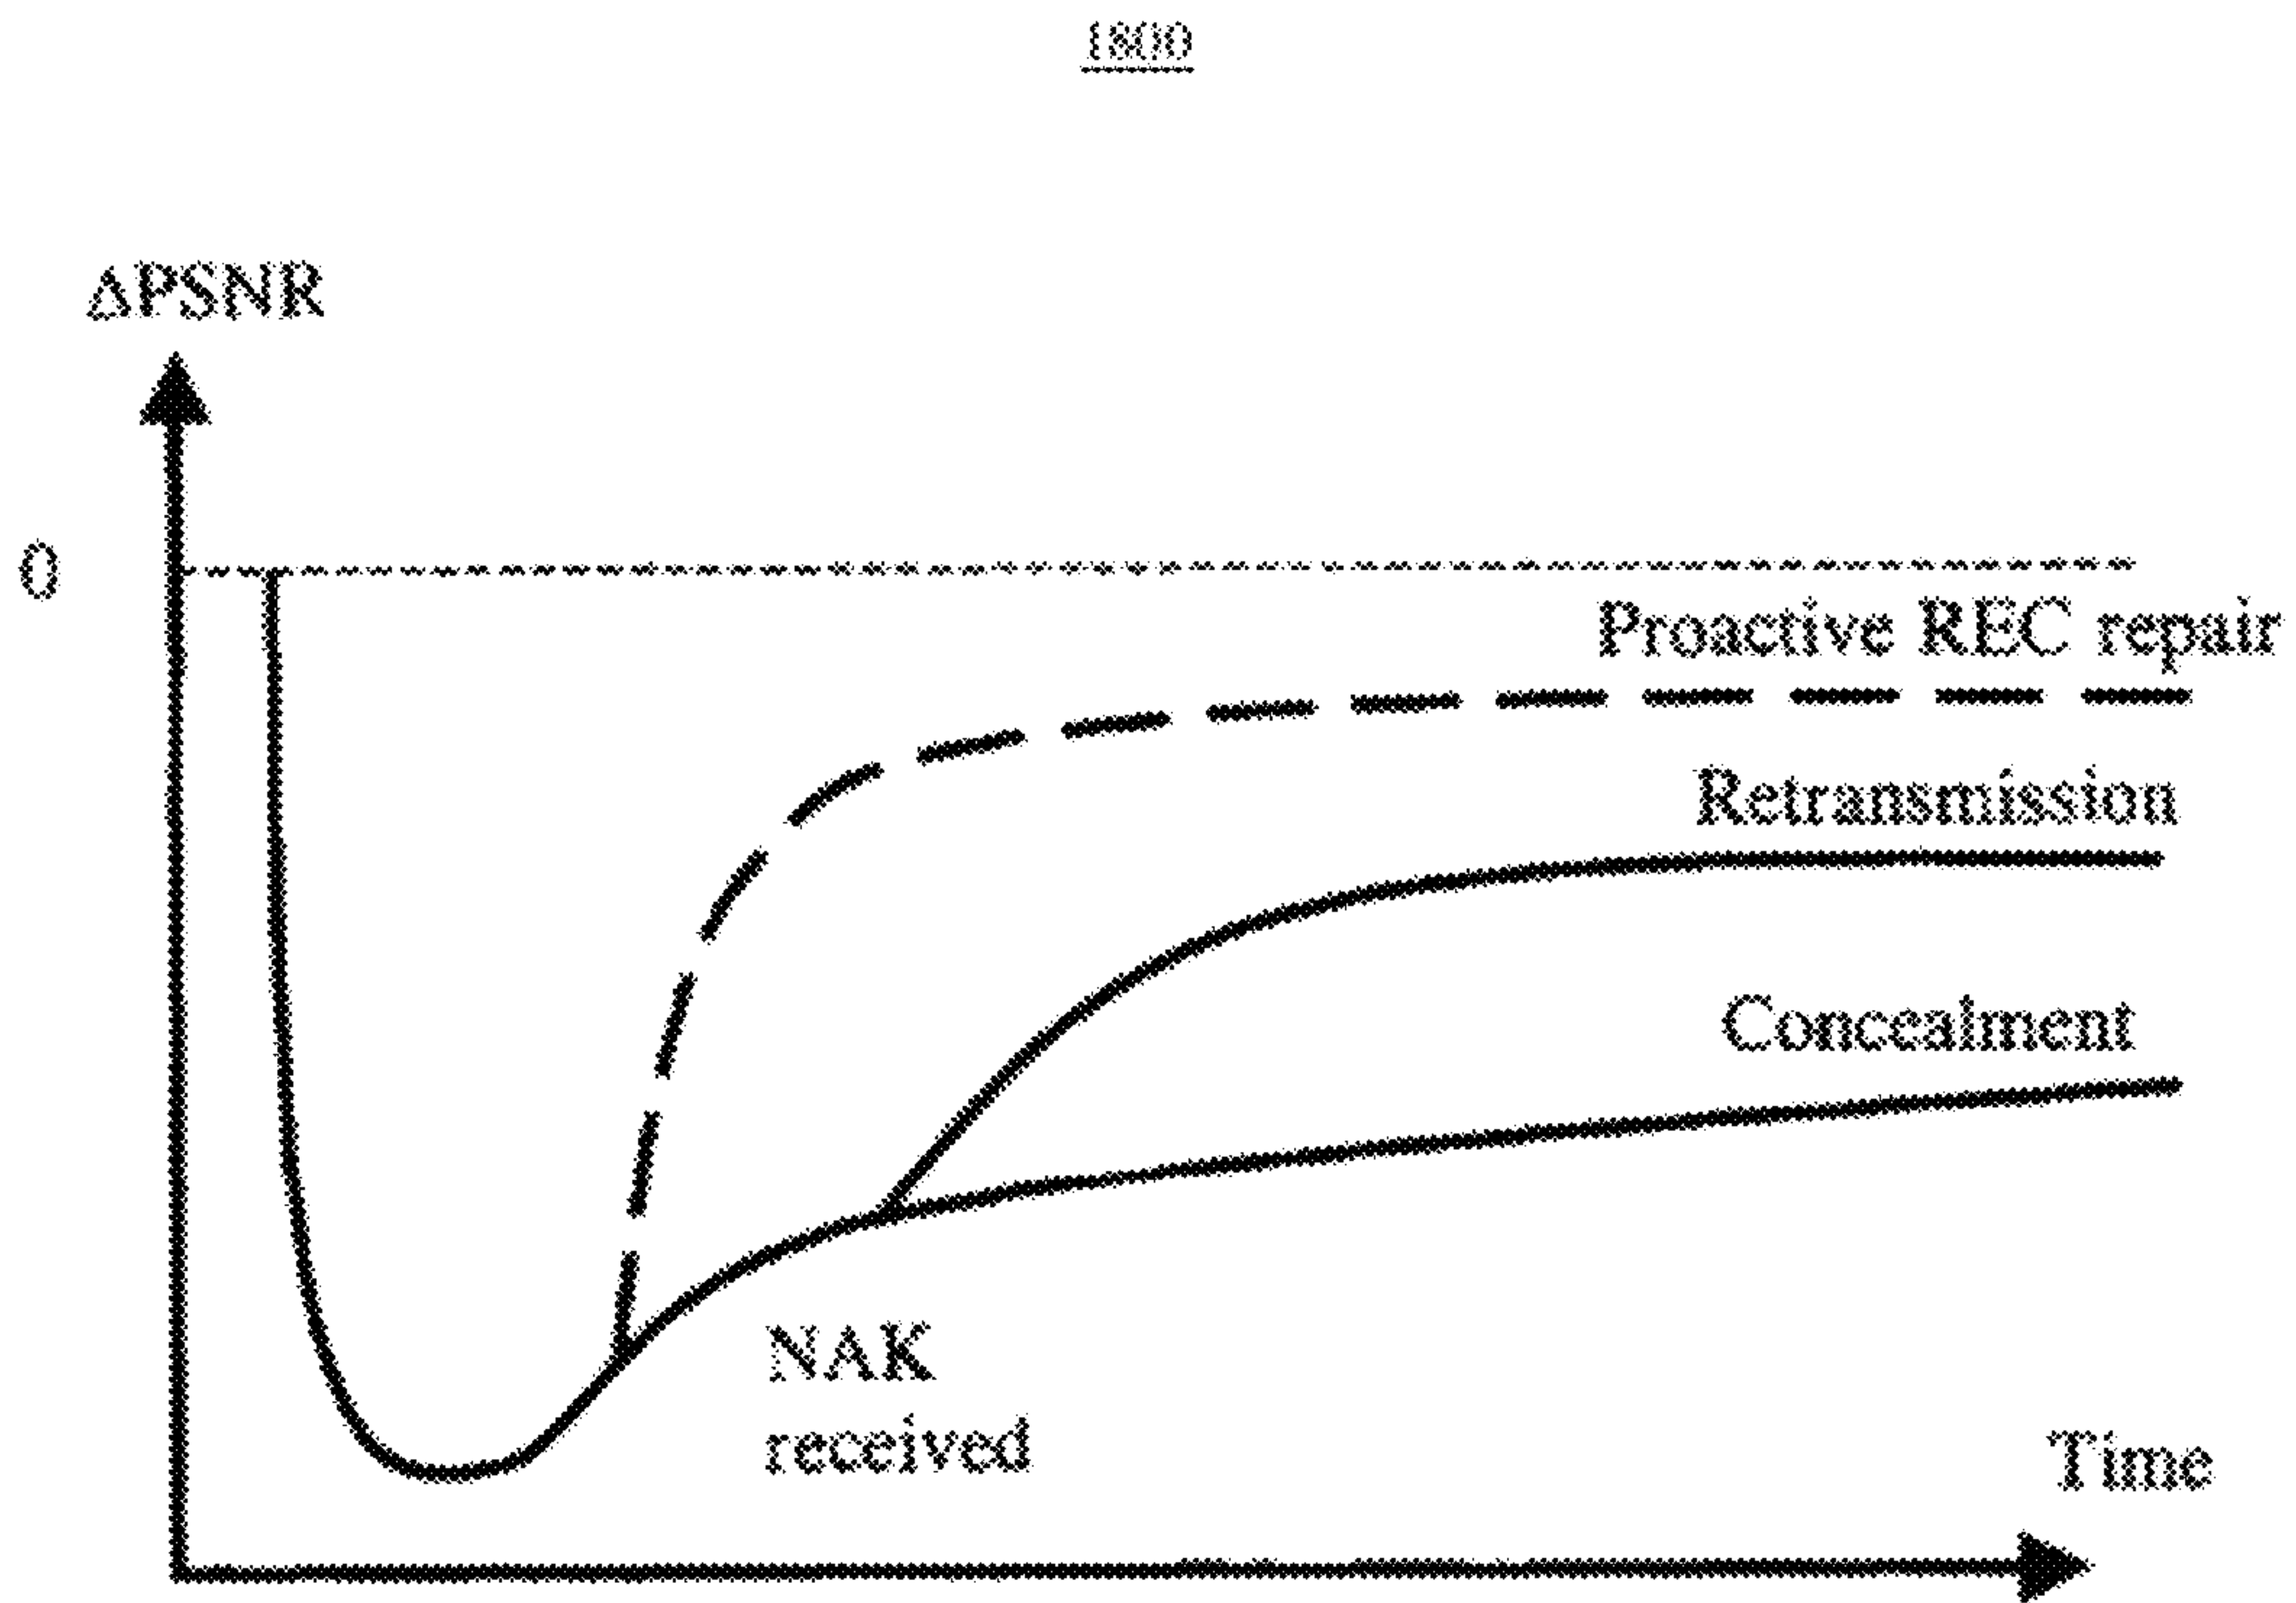 1800
ΔPSNR
0
Proactive REC repair
Retransmission
Concealment
NAK
received
Time